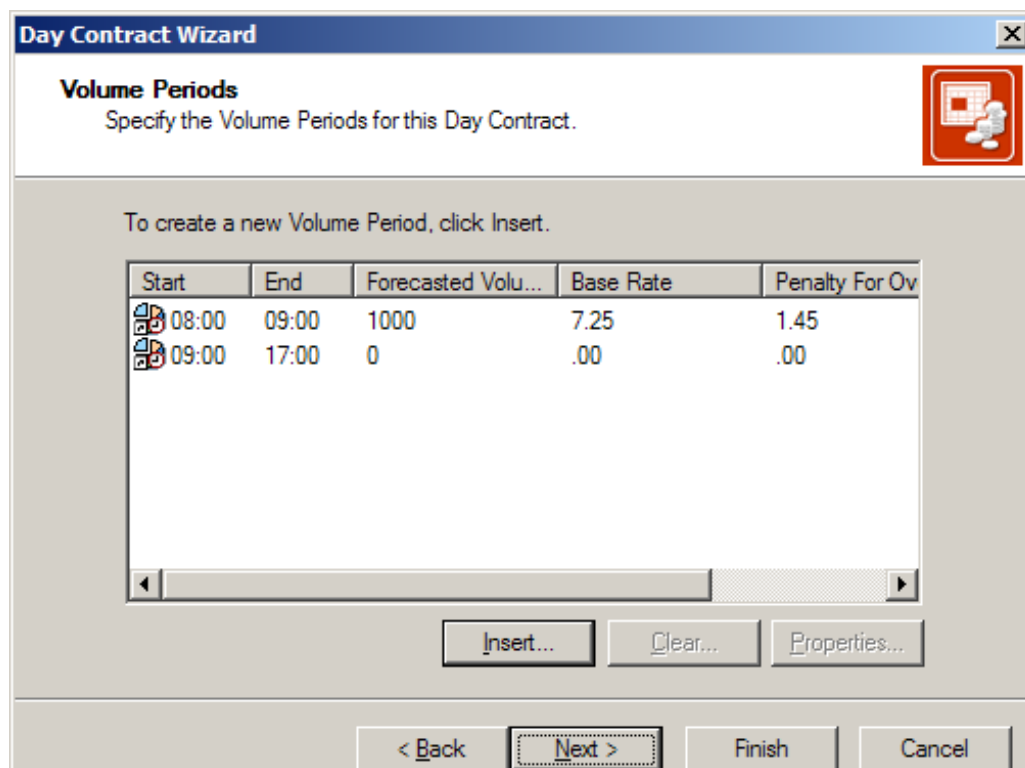 Day Contract Wizard
Volume Periods
Specify the Volume Periods for this Day Contract.
To create a new Volume Period, click Insert.
Start End Forecasted Volu... Base Rate Penalty For Ov
08:00 09:00 1000 7.25 1.45
09:00 17:00 0 .00 .00
Insert... Clear... Properties...
< Back Next > Finish Cancel